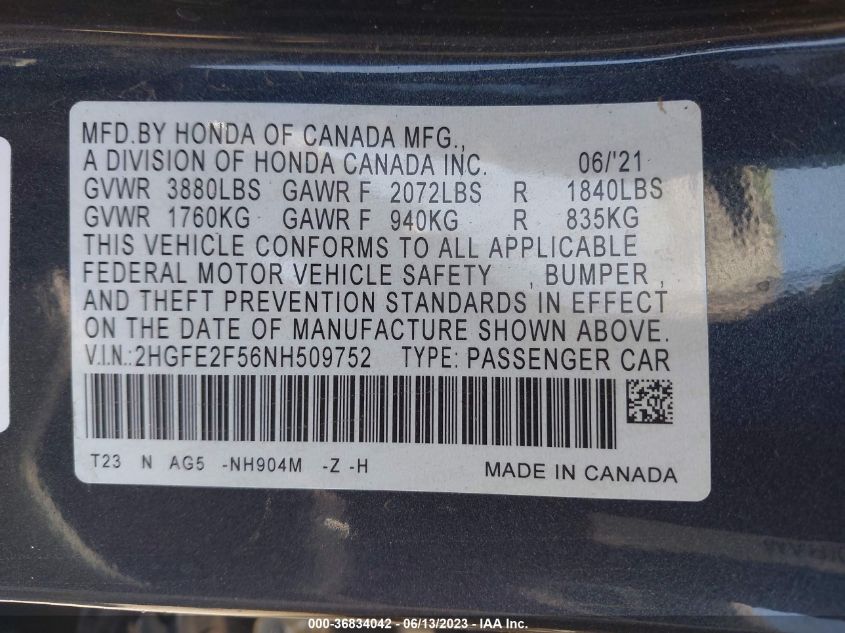 MFD.BY HONDA OF CANADA MFG.,
A DIVISION OF HONDA CANADA INC. 06/'21
GVWR 3880LBS GAWR F 2072LBS R 1840LBS
GVWR 1760KG GAWR F 940KG R 835KG
THIS VEHICLE CONFORMS TO ALL APPLICABLE
FEDERAL MOTOR VEHICLE SAFETY , BUMPER ,
AND THEFT PREVENTION STANDARDS IN EFFECT
ON THE DATE OF MANUFACTURE SHOWN ABOVE.
V.I.N.: 2HGFE2F56NH509752 TYPE: PASSENGER CAR
T23 N AG5 -NH904M -Z -H MADE IN CANADA
000-36834042 - 06/13/2023 - IAA Inc.